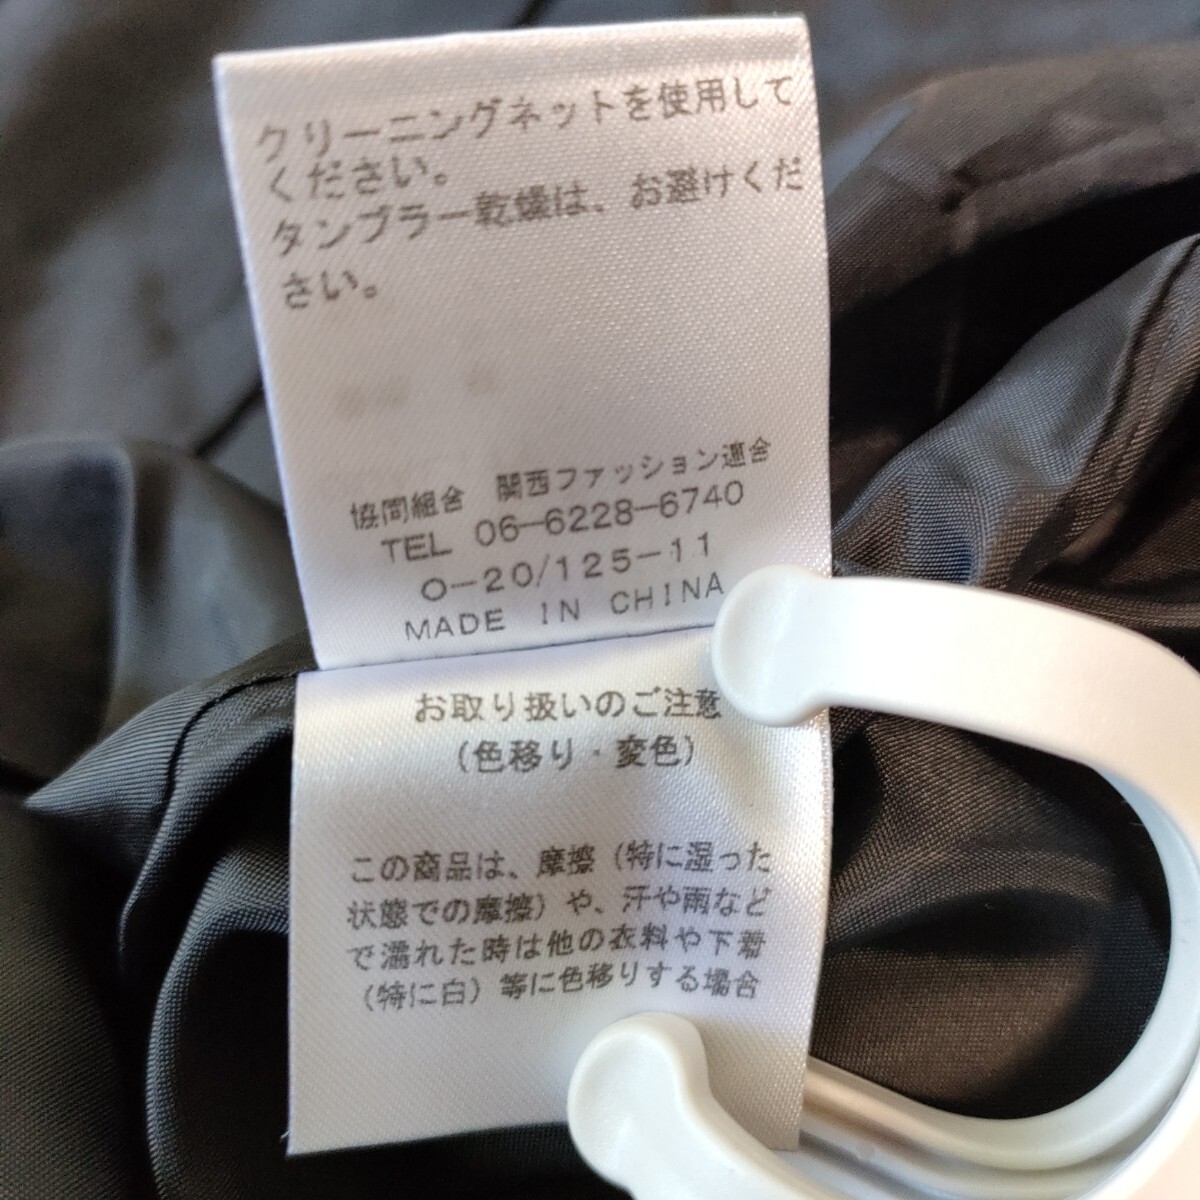 クリーニングネットを使用して
ください。
タンブラー乾燥は、お避けくだ
さい。
協同組合 関西ファッション連合
TEL 06-6228-6740
O-20/125-11
MADE IN CHINA
お取り扱いのご注意
(色移り・変色)
この商品は、摩擦(特に湿った
状態での摩擦)や、汗や雨など
で濡れた時は他の衣料や下着
(特に白)等に色移りする場合